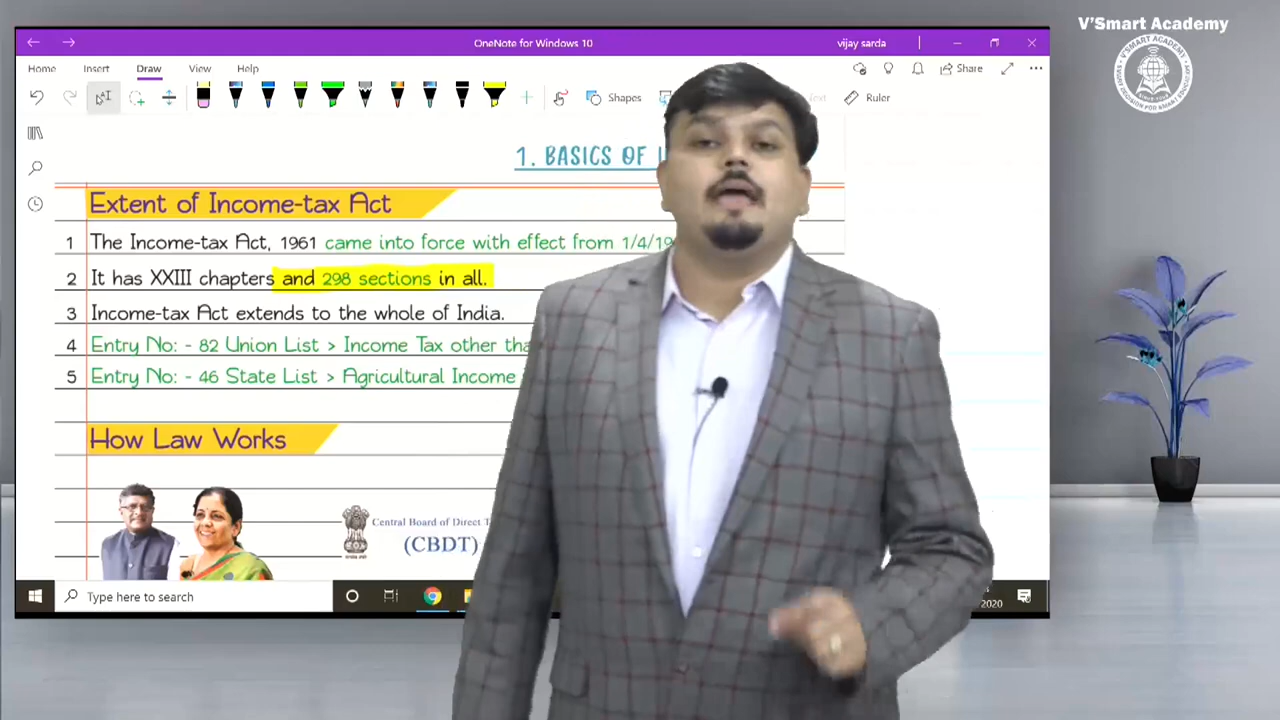 V'Smart Academy
OneNote for Windows 10
vijay sarda
Home Insert Draw View Help
Share
Shapes
Ruler
1. BASICS OF
Extent of Income-tax Act
1 The Income-tax Act, 1961 came into force with effect from 1/4/19
2 It has XXIII chapters and 298 sections in all.
3 Income-tax Act extends to the whole of India.
4 Entry No: - 82 Union List > Income Tax other tha
5 Entry No: - 46 State List > Agricultural Income
How Law Works
Central Board of Direct T
(CBDT)
Type here to search
2020